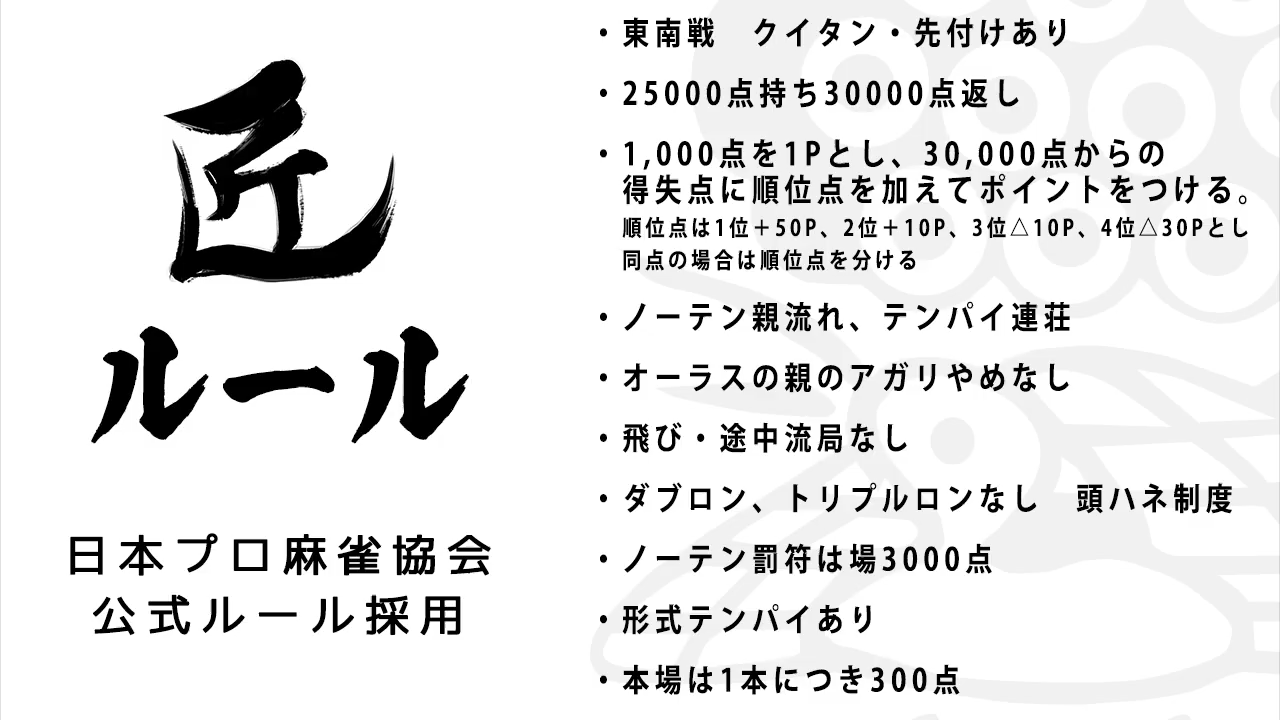 匠
ルール
日本プロ麻雀協会
公式ルール採用
・東南戦　クイタン・先付けあり
・25000点持ち30000点返し
・1,000点を1Pとし、30,000点からの
得失点に順位点を加えてポイントをつける。
順位点は1位＋50P、2位＋10P、3位△10P、4位△30Pとし
同点の場合は順位点を分ける
・ノーテン親流れ、テンパイ連荘
・オーラスの親のアガリやめなし
・飛び・途中流局なし
・ダブロン、トリプルロンなし　頭ハネ制度
・ノーテン罰符は場3000点
・形式テンパイあり
・本場は1本につき300点